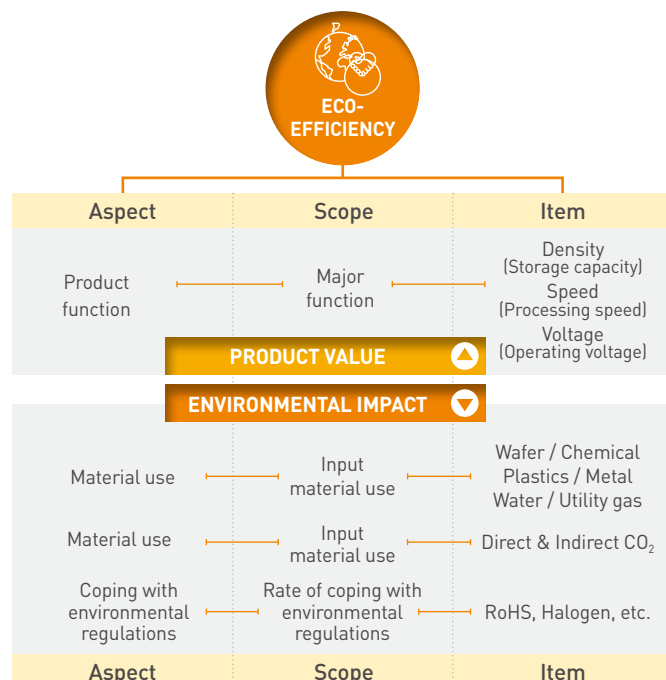 ECO-
EFFICIENCY
Aspect Scope Item
Product
function
Major
function
Density
(Storage capacity)
Speed
(Processing speed)
Voltage
(Operating voltage)
PRODUCT VALUE
ENVIRONMENTAL IMPACT
Material use
Input
material use
Wafer / Chemical
Plastics / Metal
Water / Utility gas
Material use
Input
material use
Direct & Indirect CO₂
Coping with
environmental
regulations
Rate of coping with
environmental
regulations
RoHS, Halogen, etc.
Aspect Scope Item